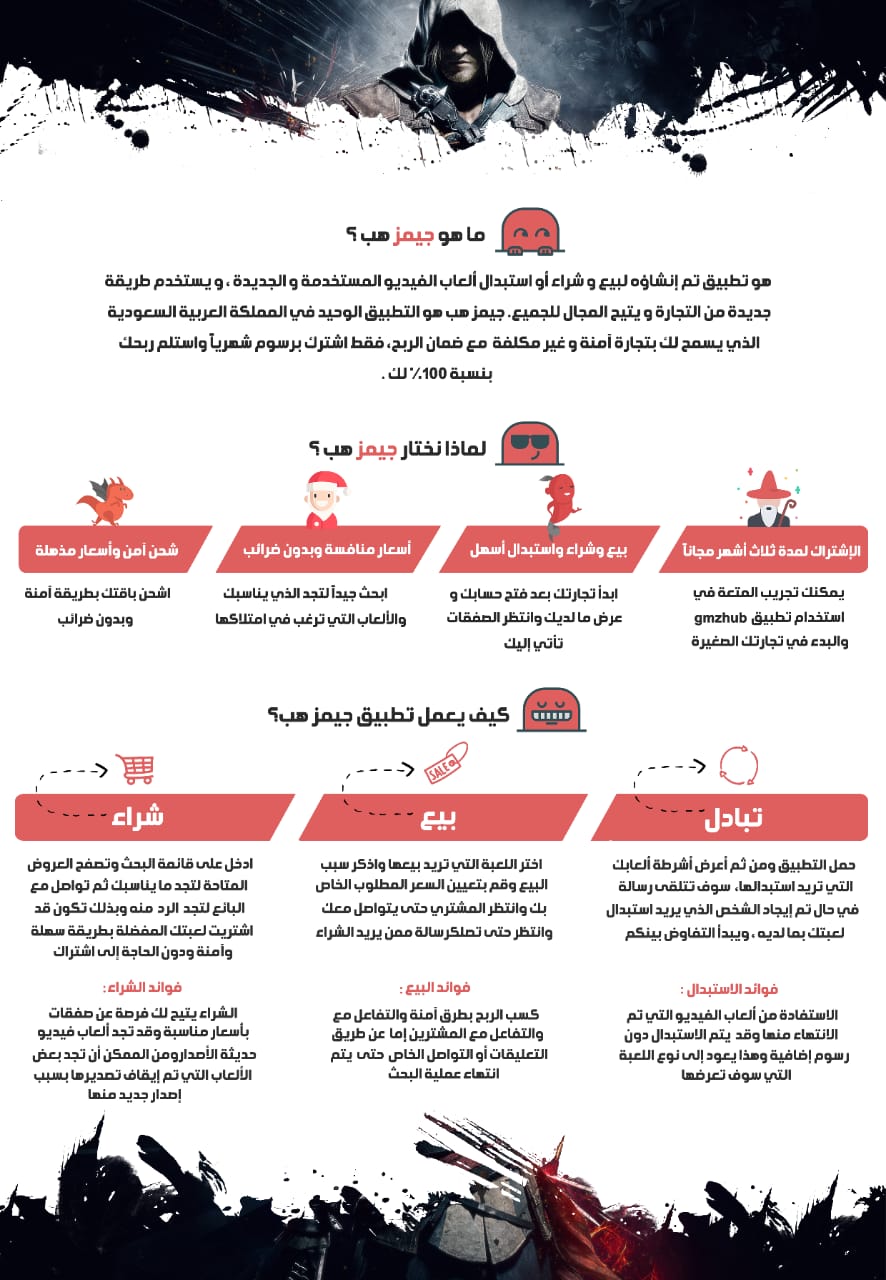 ما هو جيمز هب ؟
هو تطبيق تم إنشاؤه لبيع و شراء أو استبدال ألعاب الفيديو المستخدمة و الجديدة ، و يستخدم طريقة
جديدة من التجارة و يتيح المجال للجميع. جيمز هب هو التطبيق الوحيد في المملكة العربية السعودية
الذي يسمح لك بتجارة آمنة و غير مكلفة مع ضمان الربح، فقط اشترك برسوم شهرياً واستلم ربحك
بنسبة 100٪ لك .
لماذا نختار جيمز هب ؟
الإشتراك لمدة ثلاث أشهر مجاناً
يمكنك تجريب المتعة في
استخدام تطبيق gmzhub
والبدء في تجارتك الصغيرة
بيع وشراء واستبدال أسهل
ابدأ تجارتك بعد فتح حسابك و
عرض ما لديك وانتظر الصفقات
تأتي إليك
أسعار منافسة وبدون ضرائب
ابحث جيداً لتجد الذي يناسبك
والألعاب التي ترغب في امتلاكها
شحن آمن وأسعار مذهلة
اشحن باقتك بطريقة آمنة
وبدون ضرائب
كيف يعمل تطبيق جيمز هب؟
تبادل
حمل التطبيق ومن ثم أعرض أشرطة ألعابك
التي تريد استبدالها، سوف تتلقى رسالة
في حال تم إيجاد الشخص الذي يريد استبدال
لعبتك بما لديه ، ويبدأ التفاوض بينكم
فوائد الاستبدال :
الاستفادة من ألعاب الفيديو التي تم
الانتهاء منها وقد يتم الاستبدال دون
رسوم إضافية وهذا يعود إلى نوع اللعبة
التي سوف تعرضها
SALE
بيع
اختر اللعبة التي تريد بيعها واذكر سبب
البيع وقم بتعيين السعر المطلوب الخاص
بك وانتظر المشتري حتى يتواصل معك
وانتظر حتى تصلكرسالة ممن يريد الشراء
فوائد البيع :
كسب الربح بطرق آمنة والتفاعل مع
والتفاعل مع المشترين إما عن طريق
التعليقات أو التواصل الخاص حتى يتم
انتهاء عملية البحث
شراء
ادخل على قائمة البحث وتصفح العروض
المتاحة لتجد ما يناسبك ثم تواصل مع
البائع لتجد الرد منه وبذلك تكون قد
اشتريت لعبتك المفضلة بطريقة سهلة
وآمنة ودون الحاجة إلى اشتراك
فوائد الشراء :
الشراء يتيح لك فرصة عن صفقات
بأسعار مناسبة وقد تجد ألعاب فيديو
حديثة الأصدارومن الممكن أن تجد بعض
الألعاب التي تم إيقاف تصديرها بسبب
إصدار جديد منها